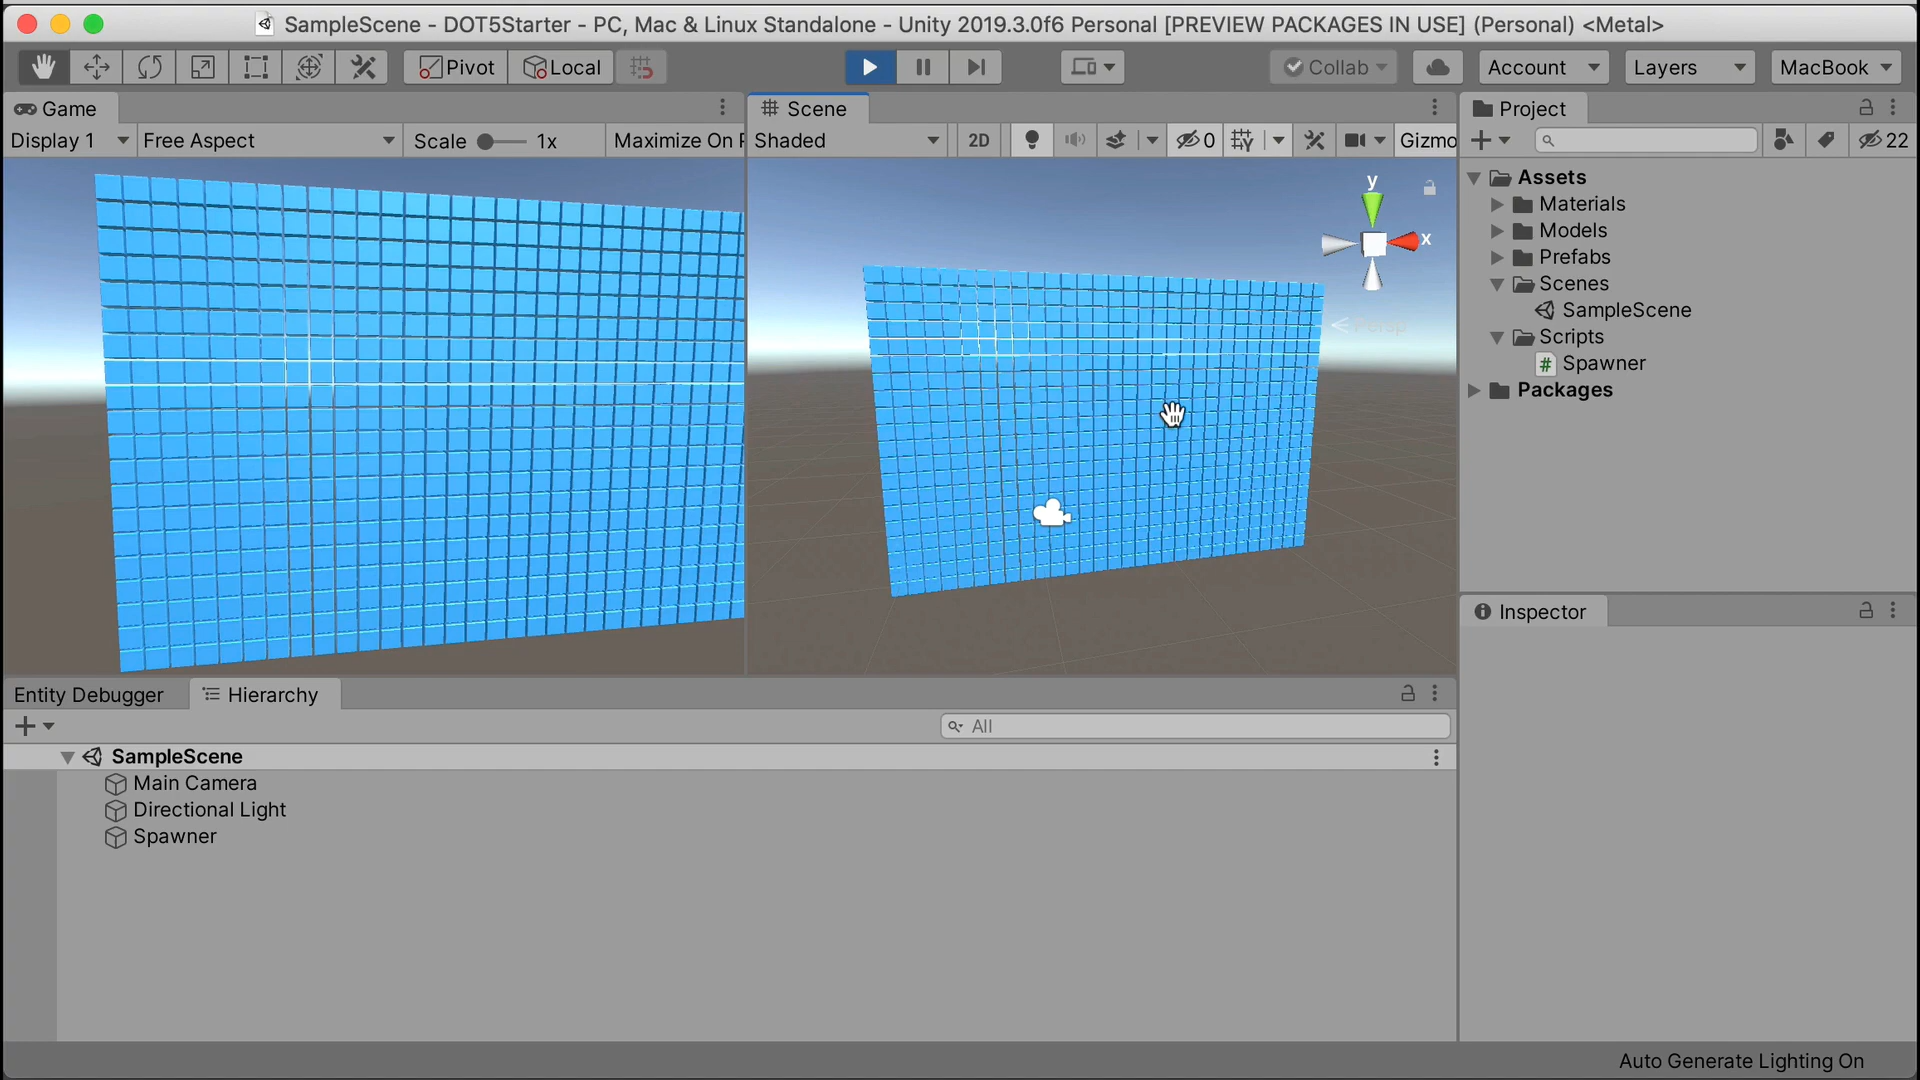 SampleScene - DOT5Starter - PC, Mac & Linux Standalone - Unity 2019.3.0f6 Personal [PREVIEW PACKAGES IN USE] (Personal) <Metal>
Pivot Local Collab Account Layers MacBook
Game
Display 1 Free Aspect Scale 1x Maximize On
Scene
Shaded 2D 0 Gizmo
y
x
Persp
Project
22
Assets
Materials
Models
Prefabs
Scenes
SampleScene
Scripts
# Spawner
Packages
Inspector
Entity Debugger Hierarchy
All
SampleScene
Main Camera
Directional Light
Spawner
Auto Generate Lighting On